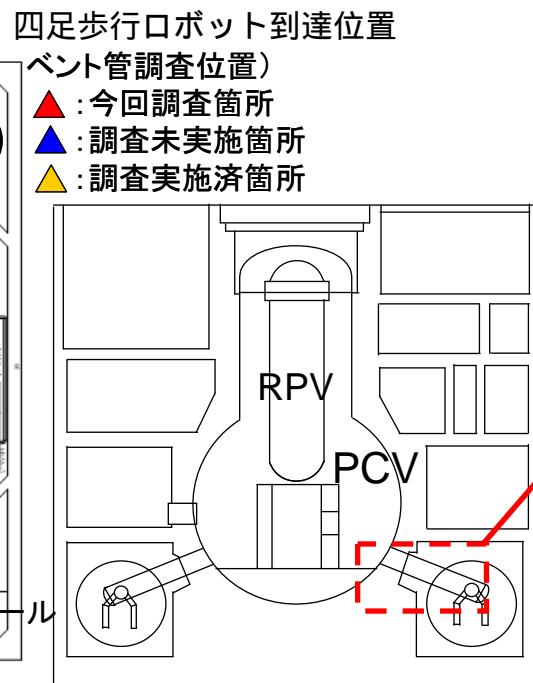 四足歩行ロボット到達位置
ベント管調査位置）
▲：今回調査箇所
▲：調査未実施箇所
▲：調査実施済箇所
RPV
PCV
ル